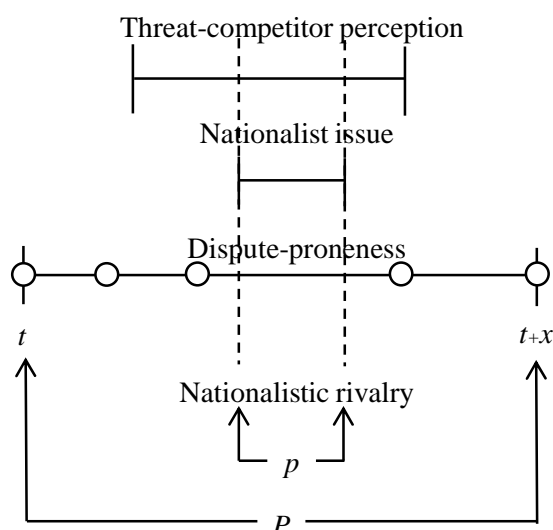 Threat-competitor perception
Nationalist issue
Dispute-proneness
t t+x
Nationalistic rivalry
p
P